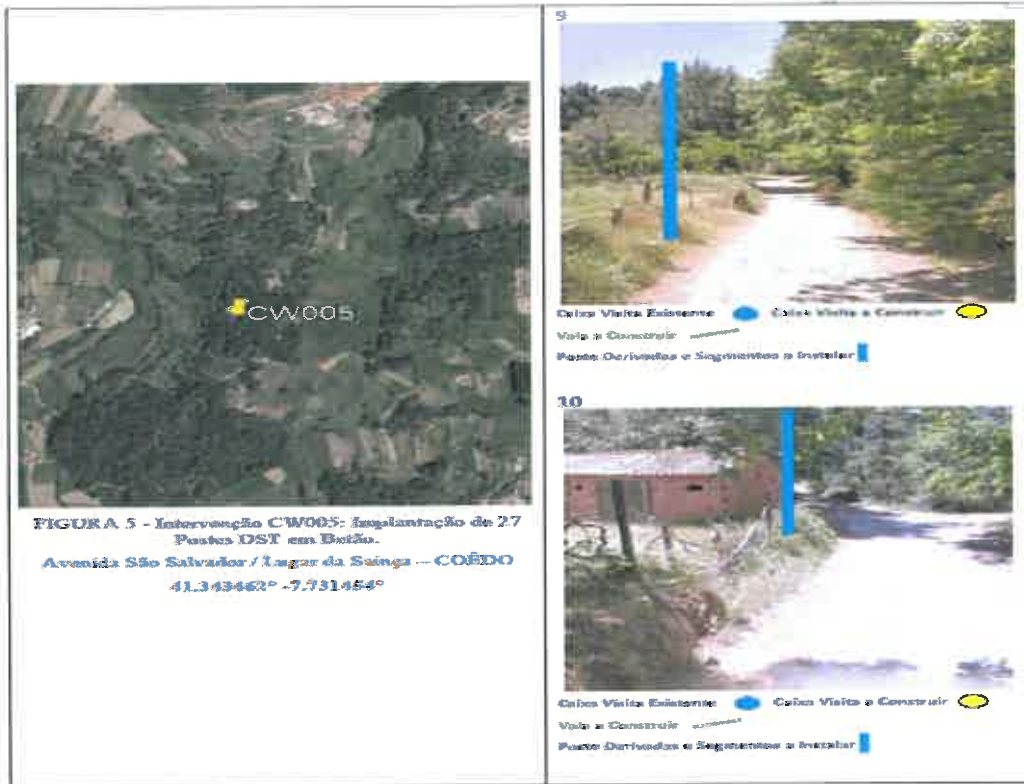 CW005
FIGURA 5 - Intervenção CW005: Implantação de 27
Postes DST em Betão.
Avenida São Salvador / Lugar da Sainça – COÊDO
41.343462° -7.731454°
9
Caixa Visita Existente Caixa Visita a Construir
Vala a Construir
Poste Derivados e Segmentos a Instalar
10
Caixa Visita Existente Caixa Visita a Construir
Vala a Construir
Poste Derivados e Segmentos a Instalar